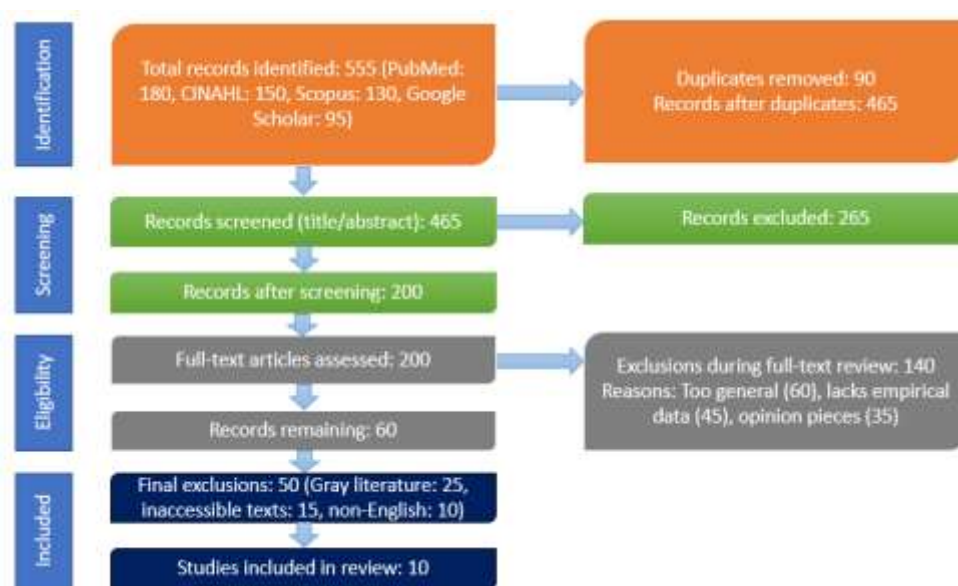 Identification
Total records identified: 555 (PubMed:
180, CINAHL: 150, Scopus: 130, Google
Scholar: 95)
Duplicates removed: 90
Records after duplicates: 465
Screening
Records screened (title/abstract): 465
Records excluded: 265
Records after screening: 200
Eligibility
Full-text articles assessed: 200
Exclusions during full-text review: 140
Reasons: Too general (60), lacks empirical
data (45), opinion pieces (35)
Records remaining: 60
Included
Final exclusions: 50 (Gray literature: 25,
inaccessible texts: 15, non-English: 10)
Studies included in review: 10